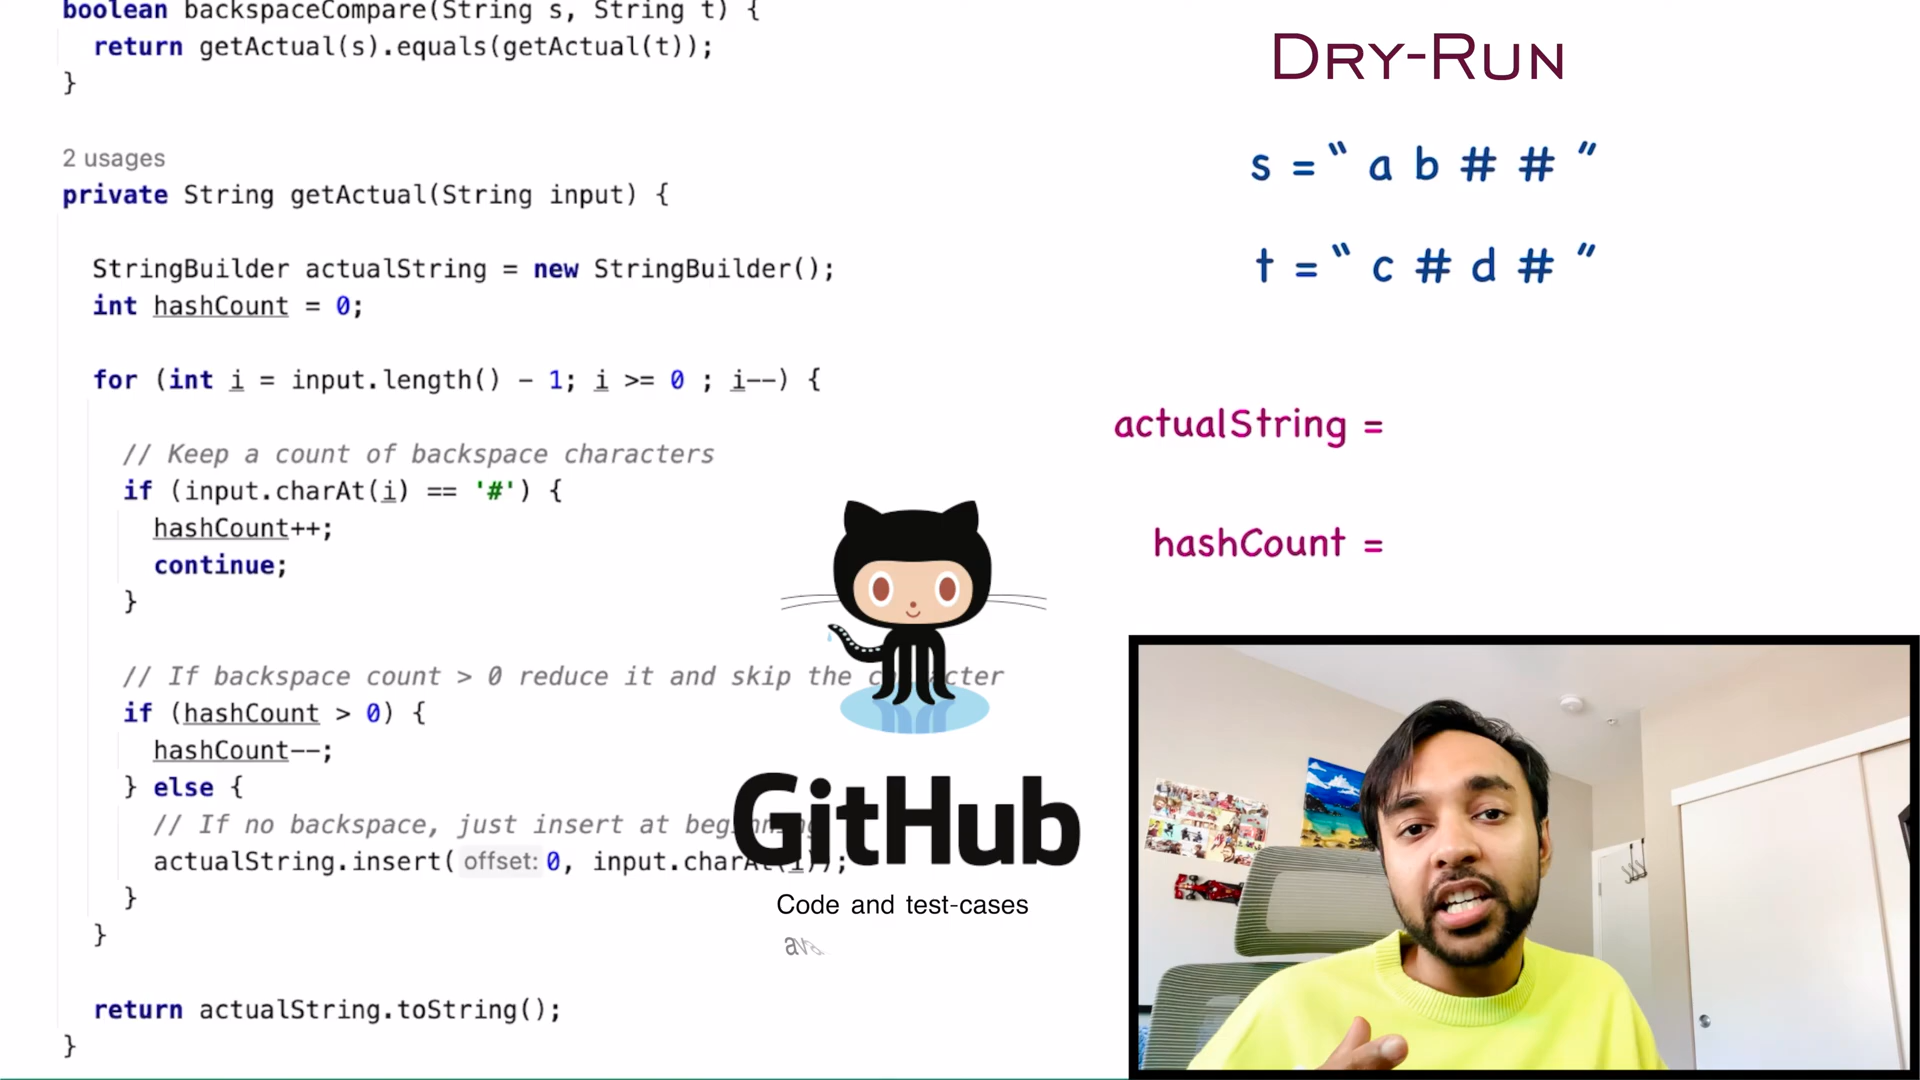 boolean backspaceCompare(String s, String t) {
return getActual(s).equals(getActual(t));
}
2 usages
private String getActual(String input) {
StringBuilder actualString = new StringBuilder();
int hashCount = 0;
for (int i = input.length() - 1; i >= 0 ; i--) {
// Keep a count of backspace characters
if (input.charAt(i) == '#') {
hashCount++;
continue;
}
// If backspace count > 0 reduce it and skip the character
if (hashCount > 0) {
hashCount--;
} else {
// If no backspace, just insert at beginning
actualString.insert( offset: 0, input.charAt(i));
}
}
return actualString.toString();
}
GitHub
Code and test-cases
Dry-Run
s = " a b # # "
t = " c # d # "
actualString =
hashCount =